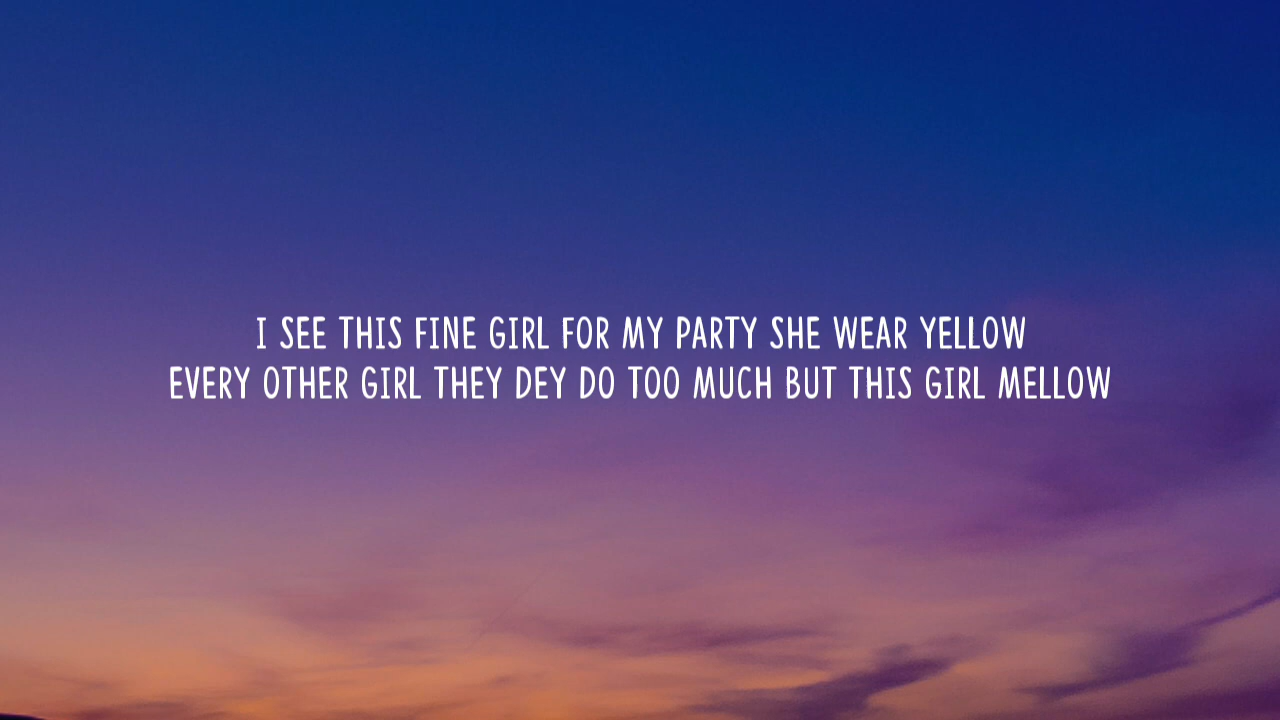 I SEE THIS FINE GIRL FOR MY PARTY SHE WEAR YELLOW
EVERY OTHER GIRL THEY DEY DO TOO MUCH BUT THIS GIRL MELLOW